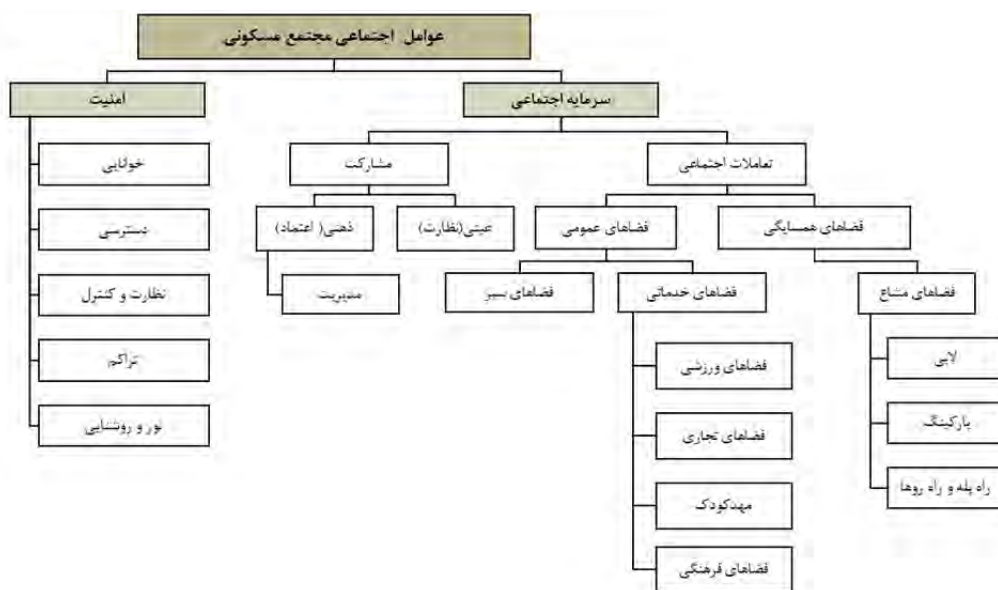 عوامل اجتماعی مجتمع مسکونی
سرمایه اجتماعی
امنیت
تعاملات اجتماعی
مشارکت
خوانایی
فضاهای همسایگی
فضاهای عمومی
عینی(نظارت)
ذهنی( اعتماد)
دسترسی
فضاهای مشاع
فضاهای خدماتی
فضاهای سبز
مدیریت
نظارت و کنترل
لابی
فضاهای ورزشی
تراکم
پارکینگ
فضاهای تجاری
نور و روشنایی
راه پله و راه روها
مهدکودک
فضاهای فرهنگی